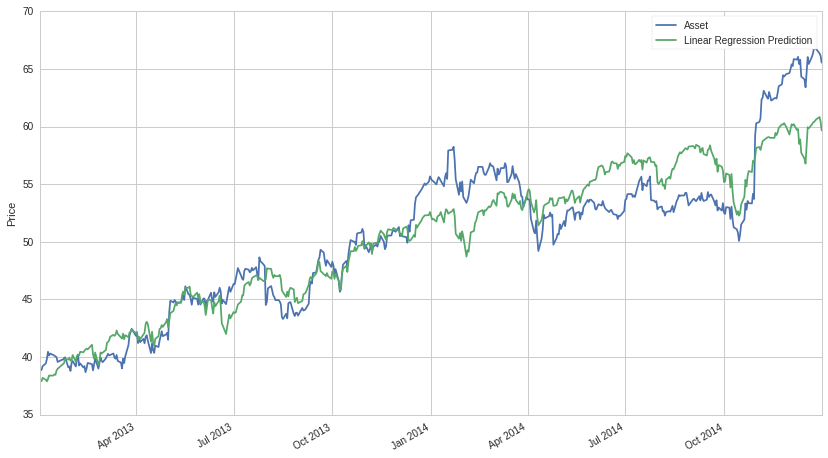 70
65
60
55
50
45
40
35
Price
Asset
Linear Regression Prediction
Apr 2013
Jul 2013
Oct 2013
Jan 2014
Apr 2014
Jul 2014
Oct 2014